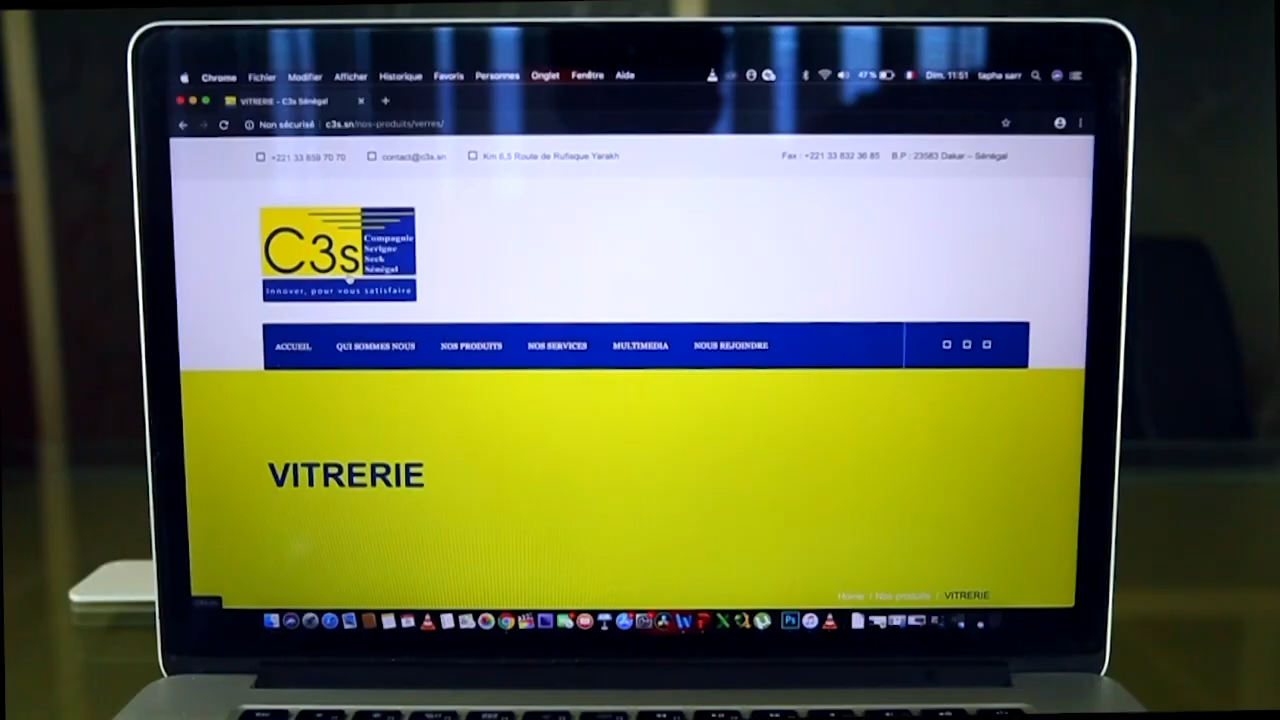 Chrome Fichier Modifier Afficher Historique Favoris Personnes Onglet Fenêtre Aide 47 % Dim. 11:51 tapha sarr
VITRERIE - C3s Sénégal
Non sécurisé c3s.sn/nos-produits/verres/
+221 33 859 70 70 contact@c3s.sn Km 6,5 Route de Rufisque Yarakh Fax : +221 33 832 36 85 B.P : 23583 Dakar – Sénégal
C3s
Compagnie
Serigne
Seck
Sénégal
Innover, pour vous satisfaire
ACCUEIL QUI SOMMES NOUS NOS PRODUITS NOS SERVICES MULTIMEDIA NOUS REJOINDRE
VITRERIE
Home / Nos produits / VITRERIE